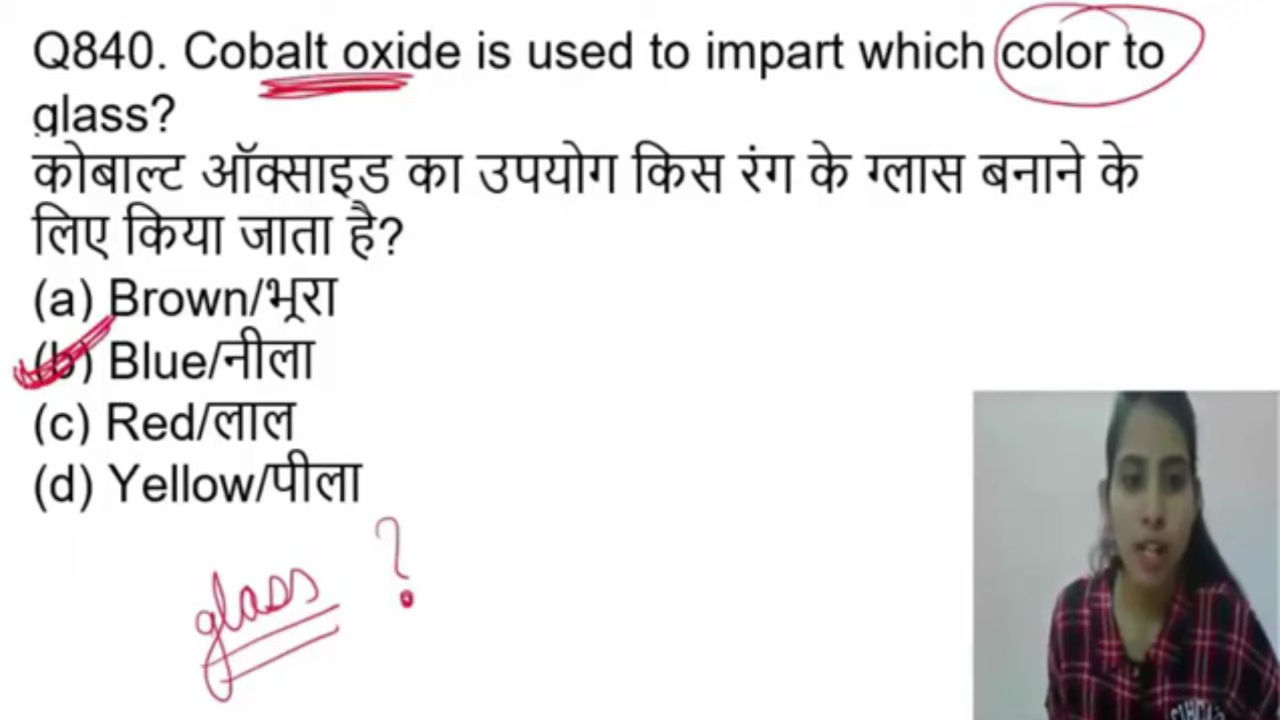 Q840. Cobalt oxide is used to impart which color to
glass?
कोबाल्ट ऑक्साइड का उपयोग किस रंग के ग्लास बनाने के
लिए किया जाता है?
(a) Brown/भूरा
(b) Blue/नीला
(c) Red/लाल
(d) Yellow/पीला
glass ?